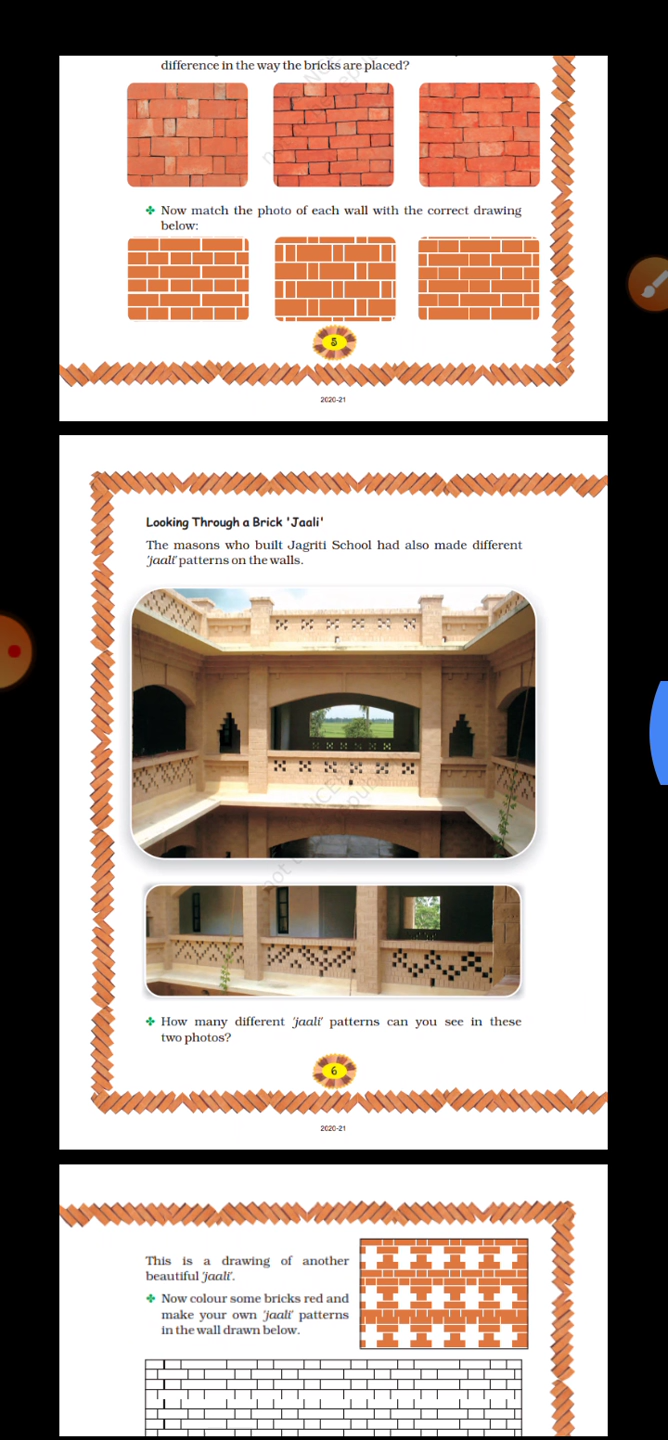 difference in the way the bricks are placed?
Now match the photo of each wall with the correct drawing
below:
5
2020-21
Looking Through a Brick 'Jaali'
The masons who built Jagriti School had also made different
'jaali' patterns on the walls.
How many different 'jaali' patterns can you see in these
two photos?
6
2020-21
This is a drawing of another
beautiful 'jaali'.
Now colour some bricks red and
make your own 'jaali' patterns
in the wall drawn below.